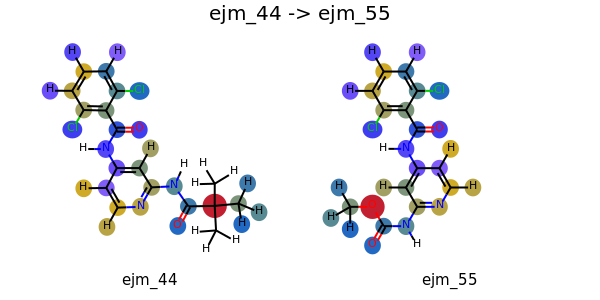 ejm_44 -> ejm_55
H H H H
H Cl H Cl
Cl O Cl O
H N H N
H H
H N H H H
H H H H
N H N
O H O N
H H H H
H H
ejm_44 ejm_55